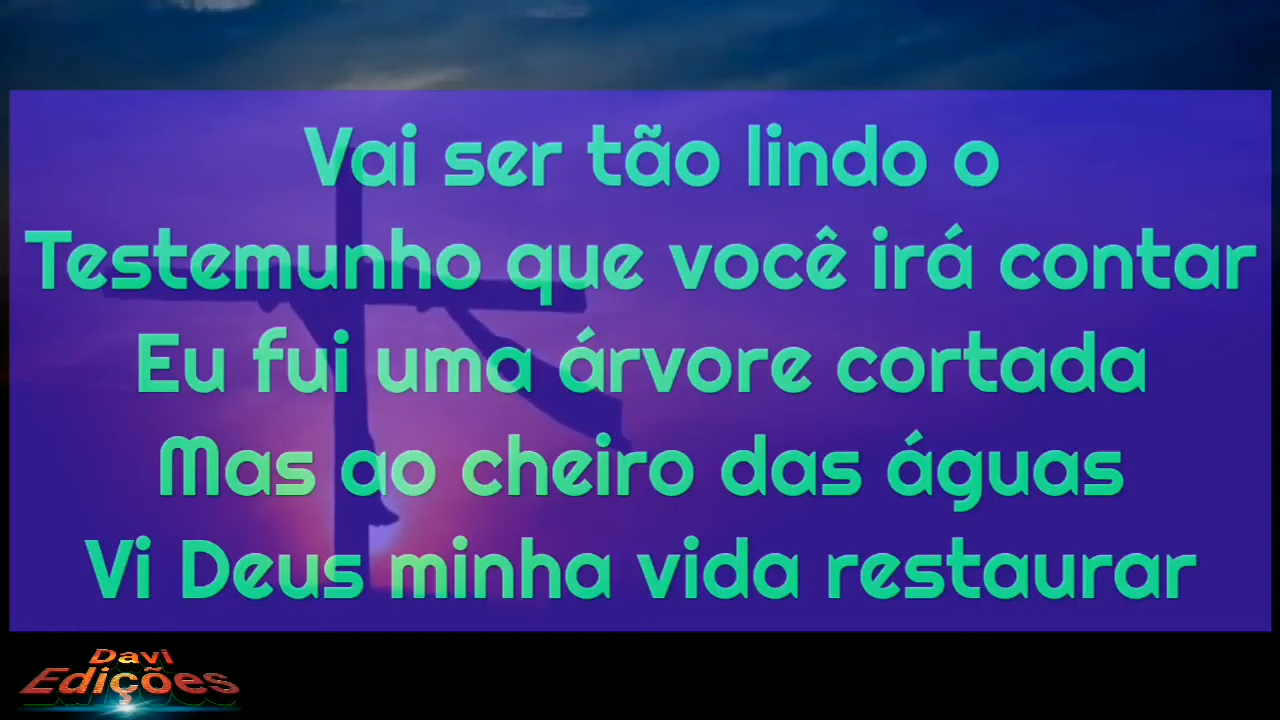 Vai ser tão lindo o
Testemunho que você irá contar
Eu fui uma árvore cortada
Mas ao cheiro das águas
Vi Deus minha vida restaurar
Davi
Edições